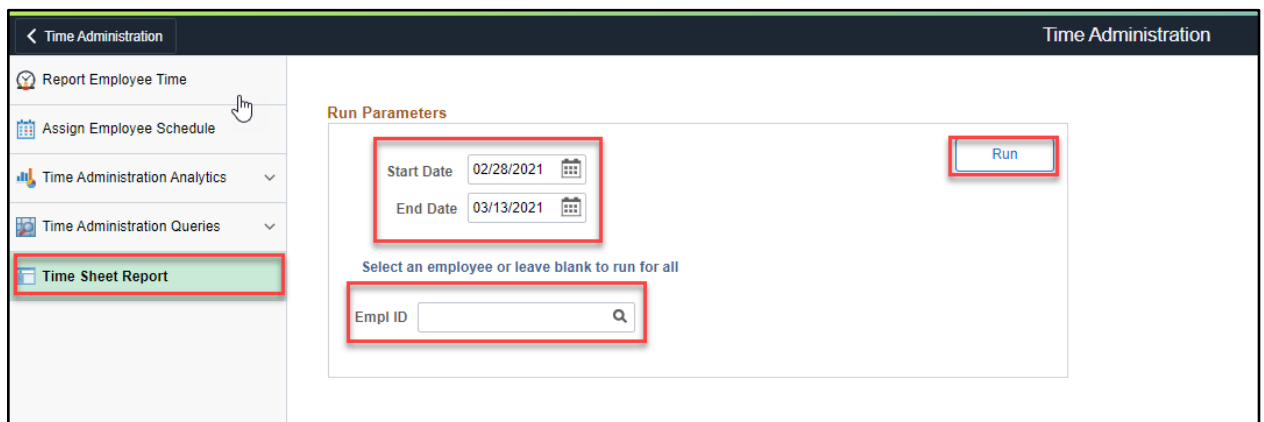 Time Administration
Time Administration
Report Employee Time
Assign Employee Schedule
Time Administration Analytics
Time Administration Queries
Time Sheet Report
Run Parameters
Start Date 02/28/2021
Run
End Date 03/13/2021
Select an employee or leave blank to run for all
Empl ID